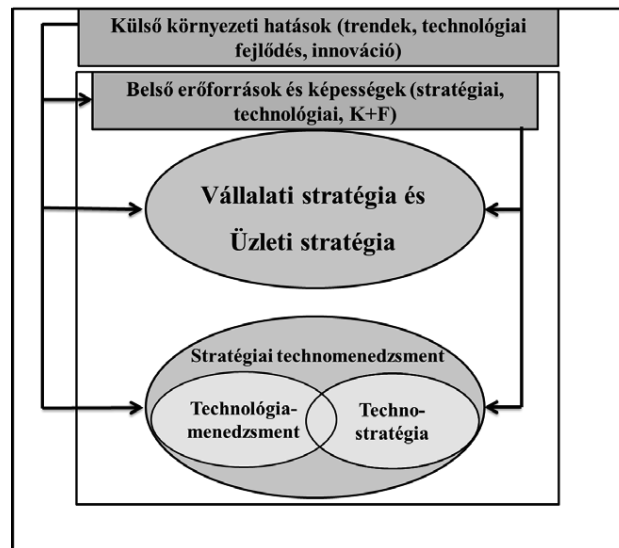 Külső környezeti hatások (trendek, technológiai
fejlődés, innováció)
Belső erőforrások és képességek (stratégiai,
technológiai, K+F)
Vállalati stratégia és
Üzleti stratégia
Stratégiai technomenedzsment
Technológia-
menedzsment
Techno-
stratégia